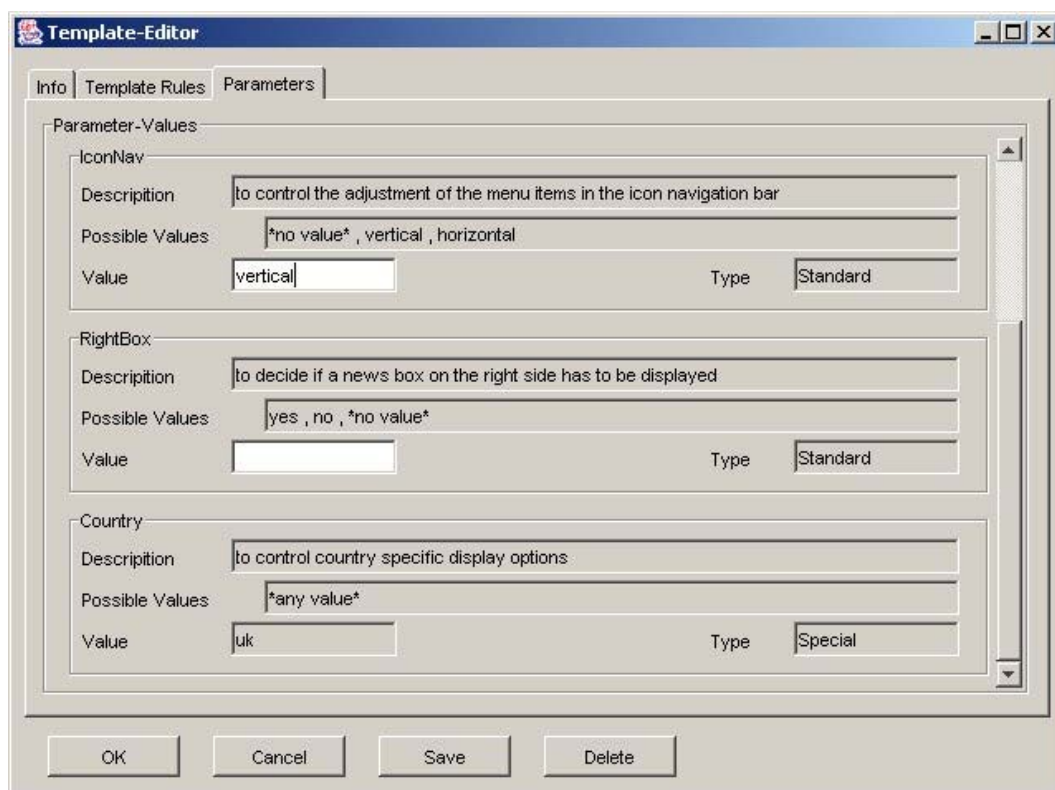 Template-Editor
Info Template Rules Parameters
Parameter-Values
IconNav
Descripition to control the adjustment of the menu items in the icon navigation bar
Possible Values *no value* , vertical , horizontal
Value vertical Type Standard
RightBox
Descripition to decide if a news box on the right side has to be displayed
Possible Values yes , no , *no value*
Value Type Standard
Country
Descripition to control country specific display options
Possible Values *any value*
Value uk Type Special
OK Cancel Save Delete